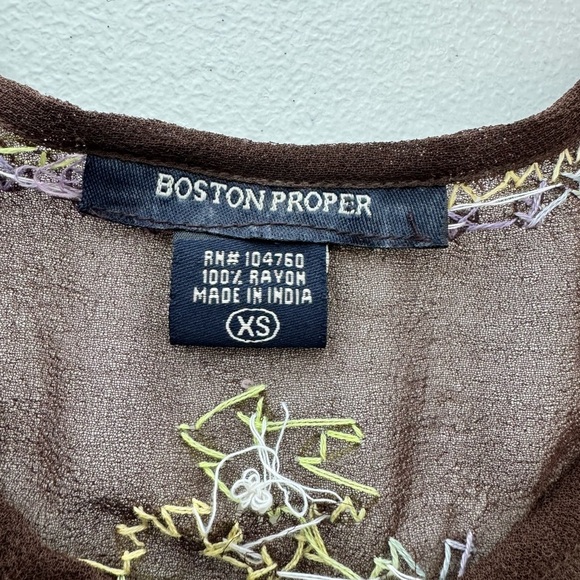 BOSTON PROPER
RN# 104760
100% RAYON
MADE IN INDIA
XS